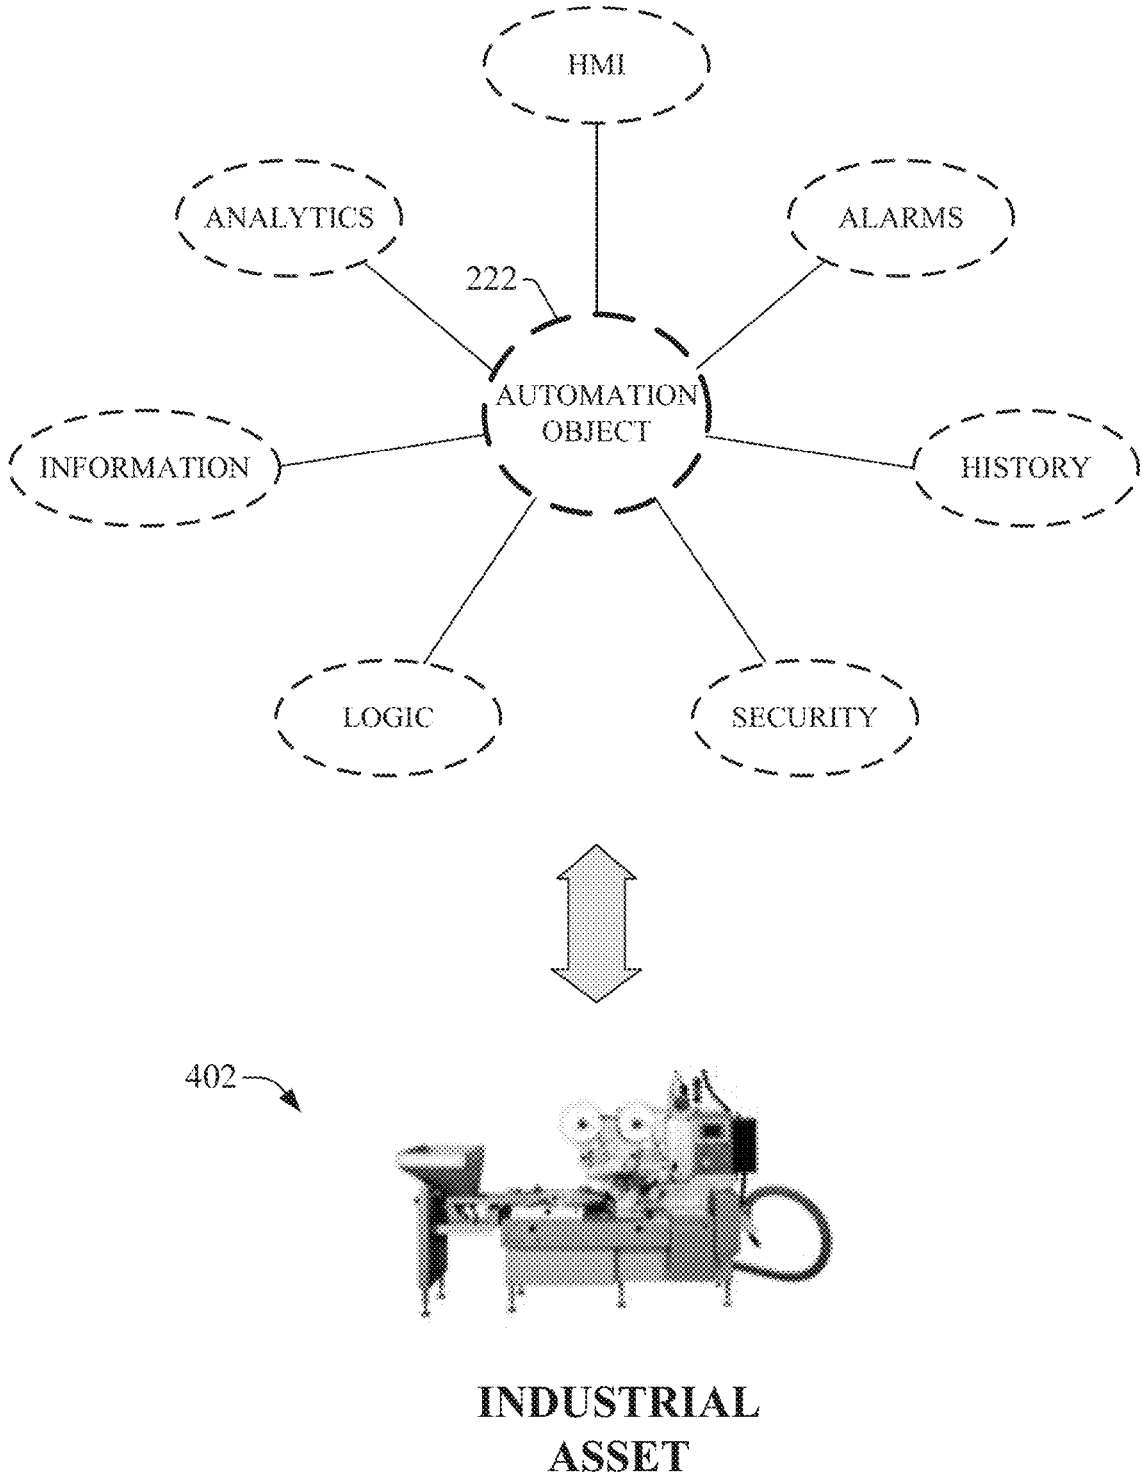 HMI
ANALYTICS
ALARMS
222
AUTOMATION
OBJECT
INFORMATION
HISTORY
LOGIC
SECURITY
402
INDUSTRIAL
ASSET